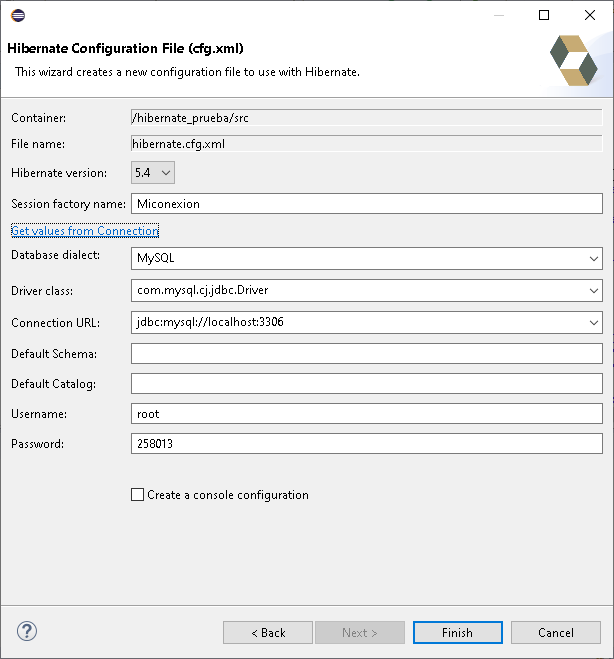 Hibernate Configuration File (cfg.xml)
This wizard creates a new configuration file to use with Hibernate.
Container: /hibernate_prueba/src
File name: hibernate.cfg.xml
Hibernate version: 5.4
Session factory name: Miconexion
Get values from Connection
Database dialect: MySQL
Driver class: com.mysql.cj.jdbc.Driver
Connection URL: jdbc:mysql://localhost:3306
Default Schema:
Default Catalog:
Username: root
Password: 258013
Create a console configuration
? < Back Next > Finish Cancel